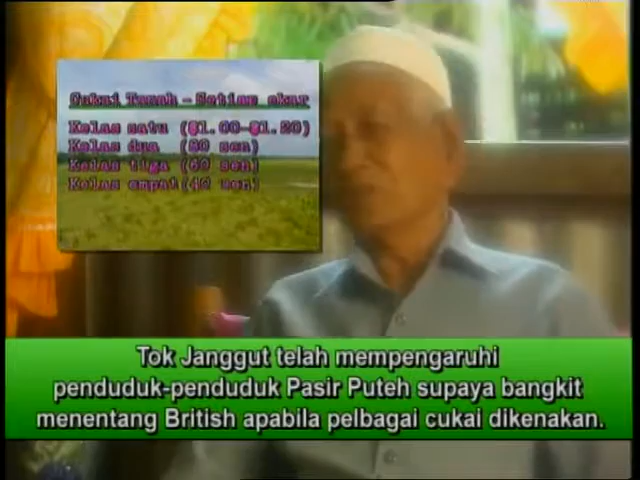 Cukai Tanah - Setiap ekar
Kelas satu ($1.00-$1.20)
Kelas dua (80 sen)
Kelas tiga (60 sen)
Kelas empat (40 sen)
Tok Janggut telah mempengaruhi
penduduk-penduduk Pasir Puteh supaya bangkit
menentang British apabila pelbagai cukai dikenakan.